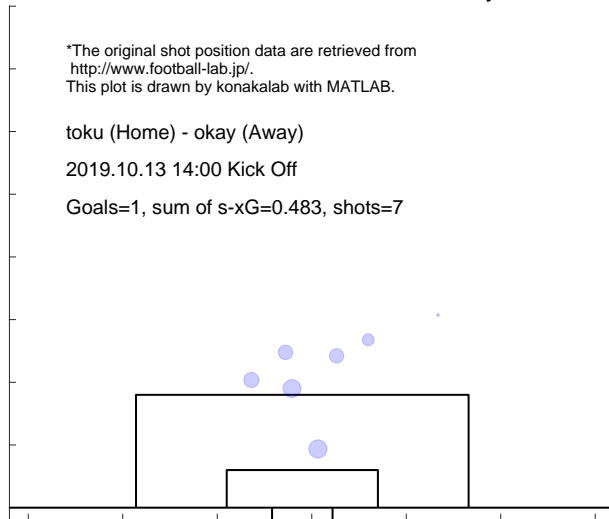 *The original shot position data are retrieved from
http://www.football-lab.jp/.
This plot is drawn by konakalab with MATLAB.
toku (Home) - okay (Away)
2019.10.13 14:00 Kick Off
Goals=1, sum of s-xG=0.483, shots=7